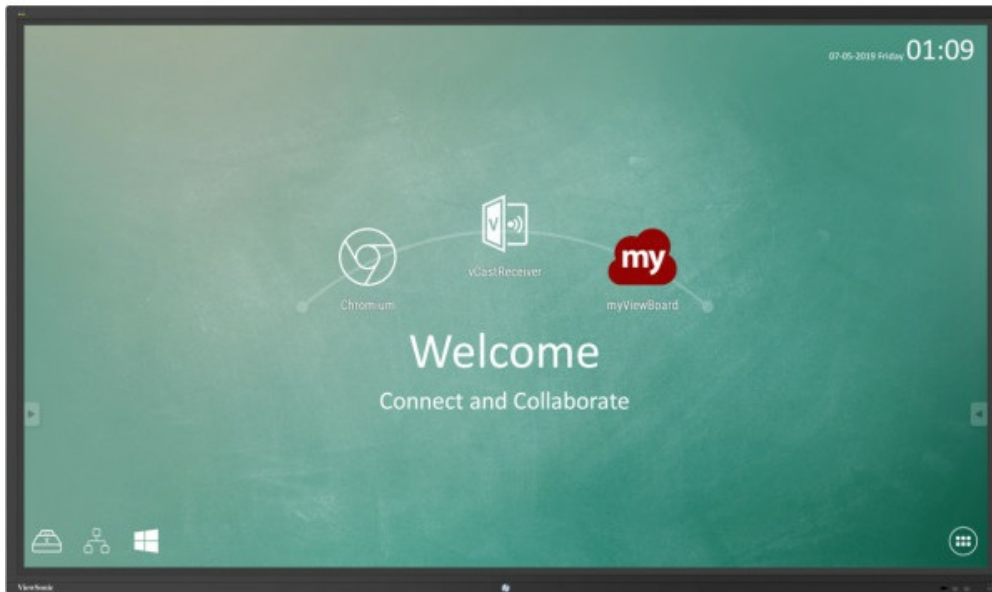 07-05-2019 Friday 01:09
V
vCastReceiver
my
Chromium
myViewBoard
Welcome
Connect and Collaborate
ViewSonic